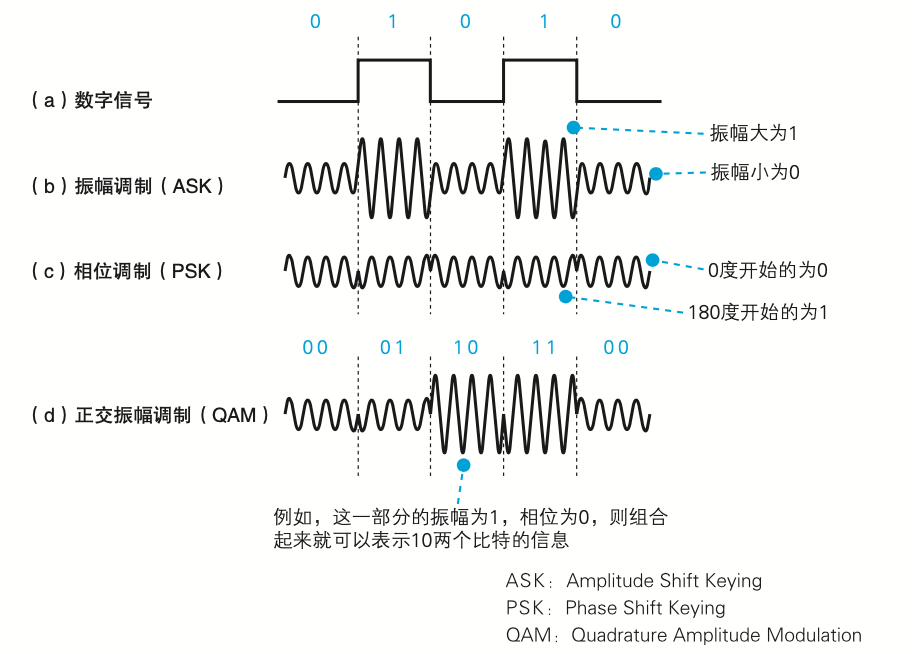 0 1 0 1 0
（a）数字信号
振幅大为1
（b）振幅调制（ASK）
振幅小为0
（c）相位调制（PSK）
0度开始的为0
180度开始的为1
00 01 10 11 00
（d）正交振幅调制（QAM）
例如，这一部分的振幅为1，相位为0，则组合
起来就可以表示10两个比特的信息
ASK：Amplitude Shift Keying
PSK：Phase Shift Keying
QAM：Quadrature Amplitude Modulation